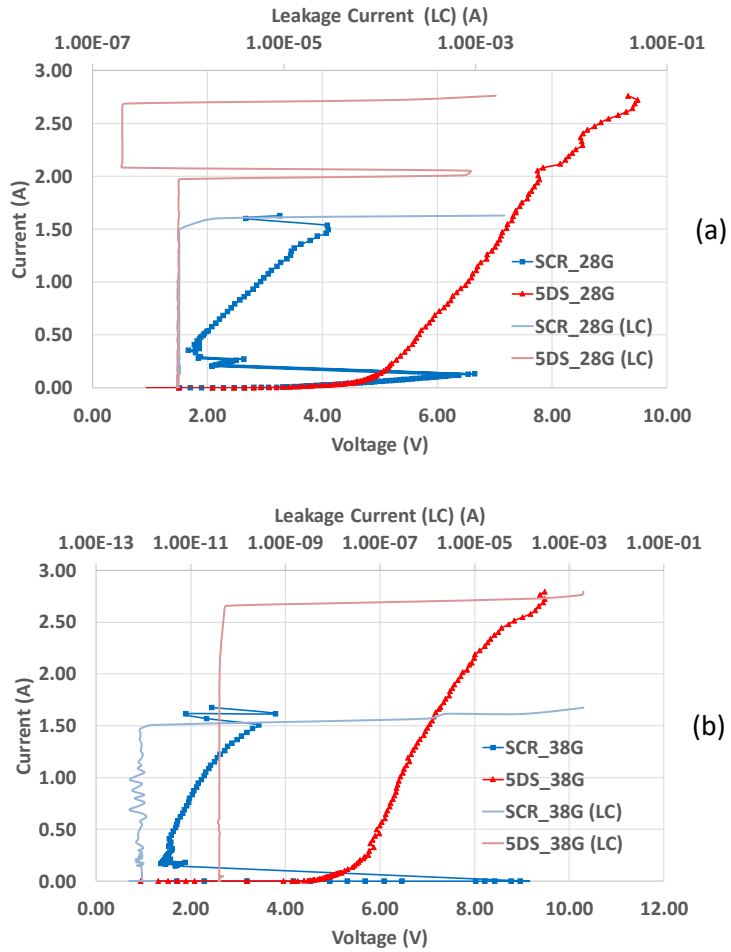 Leakage Current (LC) (A)
1.00E-07 1.00E-05 1.00E-03 1.00E-01
3.00
2.50
2.00
1.50
1.00
0.50
0.00
Current (A)
SCR_28G
5DS_28G
SCR_28G (LC)
5DS_28G (LC)
(a)
0.00 2.00 4.00 6.00 8.00 10.00
Voltage (V)
Leakage Current (LC) (A)
1.00E-13 1.00E-11 1.00E-09 1.00E-07 1.00E-05 1.00E-03 1.00E-01
3.00
2.50
2.00
1.50
1.00
0.50
0.00
Current (A)
SCR_38G
5DS_38G
SCR_38G (LC)
5DS_38G (LC)
(b)
0.00 2.00 4.00 6.00 8.00 10.00 12.00
Voltage (V)